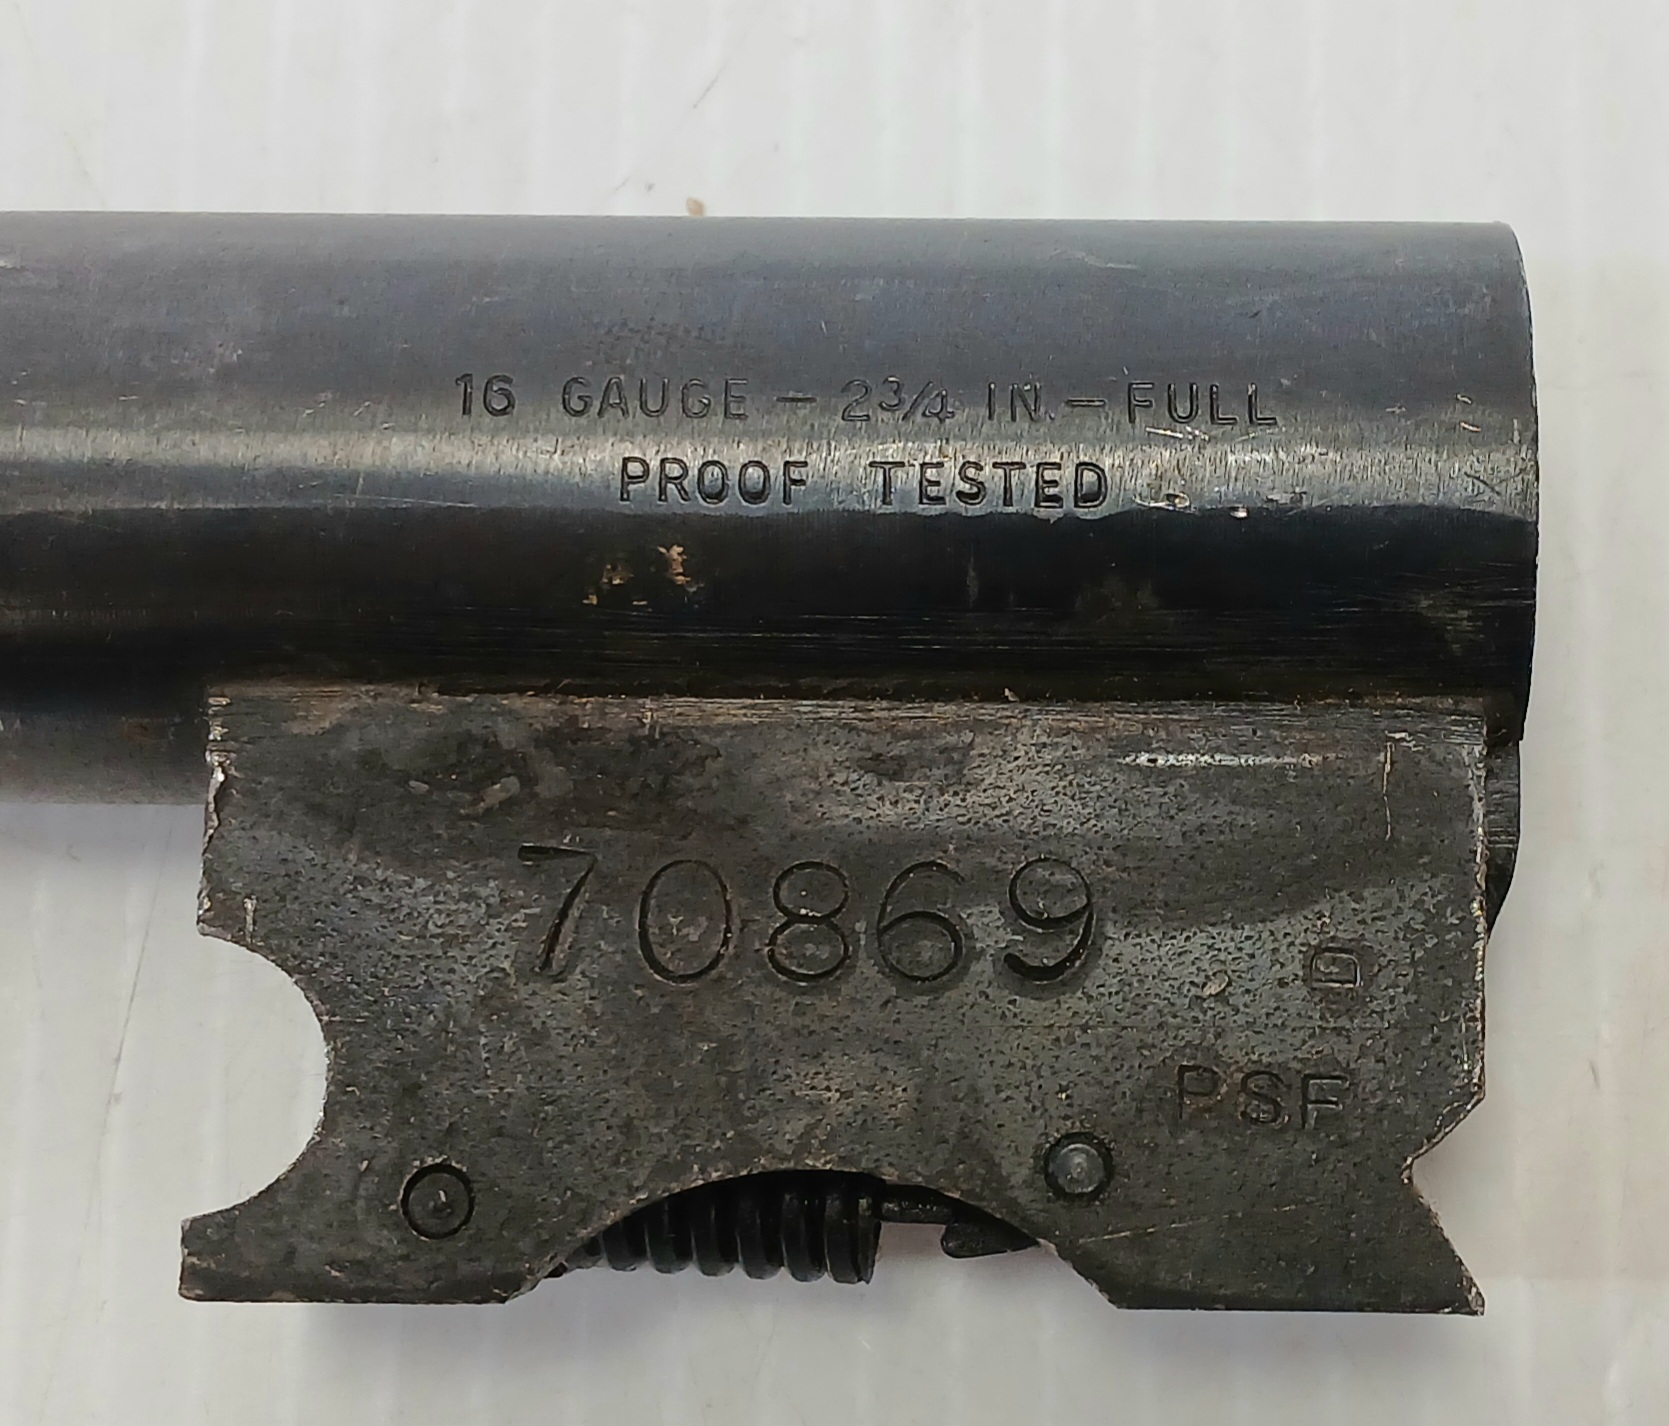 16 GAUGE – 2¾ IN. – FULL
PROOF TESTED
70869
D
PSF